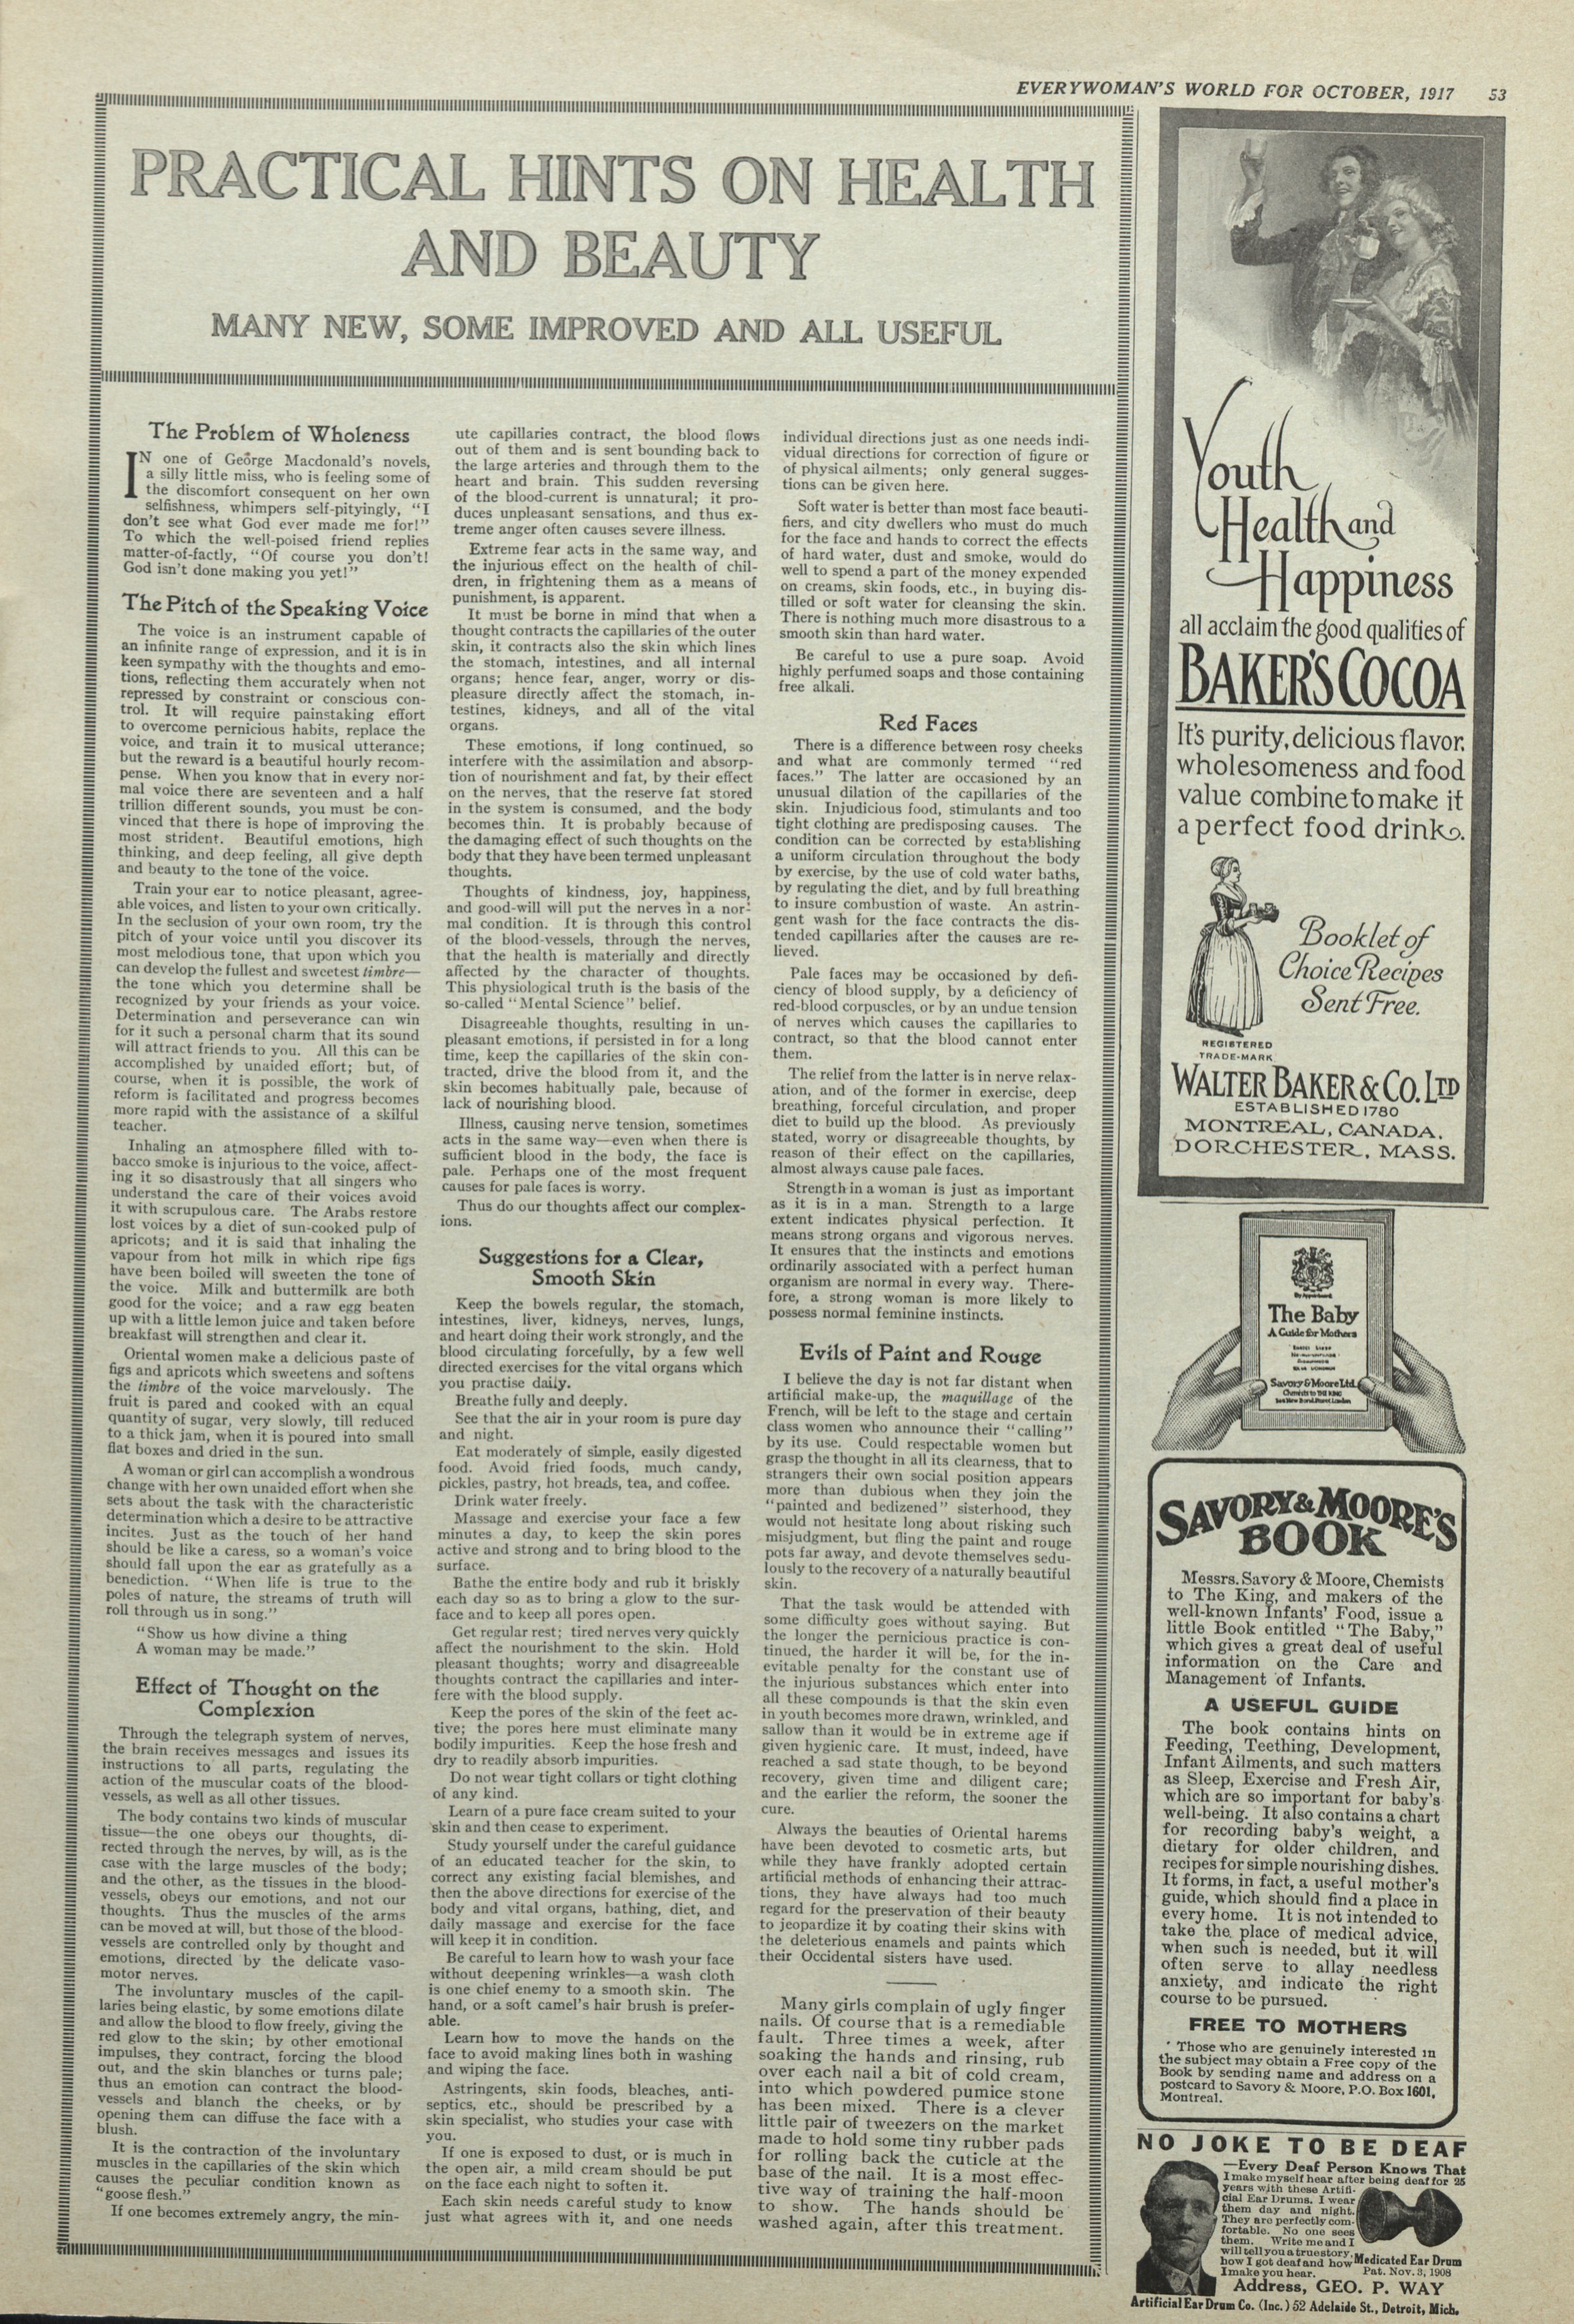 EVERYWOMAN'S WORLD FOR OCTOBER, 1917 53
PRACTICAL HINTS ON HEALTH
AND BEAUTY
MANY NEW, SOME IMPROVED AND ALL USEFUL
The Problem of Wholeness
IN one of George Macdonald's novels,
a silly little miss, who is feeling some of
the discomfort consequent on her own
selfishness, whimpers self-pityingly, "I
don't see what God ever made me for!"
To which the well-poised friend replies
matter-of-factly, "Of course you don't!
God isn't done making you yet!"
The Pitch of the Speaking Voice
The voice is an instrument capable of
an infinite range of expression, and it is in
keen sympathy with the thoughts and emo-
tions, reflecting them accurately when not
repressed by constraint or conscious con-
trol. It will require painstaking effort
to overcome pernicious habits, replace the
voice, and train it to musical utterance;
but the reward is a beautiful hourly recom-
pense. When you know that in every nor-
mal voice there are seventeen and a half
trillion different sounds, you must be con-
vinced that there is hope of improving the
most strident. Beautiful emotions, high
thinking, and deep feeling, all give depth
and beauty to the tone of the voice.
Train your ear to notice pleasant, agree-
able voices, and listen to your own critically.
In the seclusion of your own room, try the
pitch of your voice until you discover its
most melodious tone, that upon which you
can develop the fullest and sweetest timbre—
the tone which you determine shall be
recognized by your friends as your voice.
Determination and perseverance can win
for it such a personal charm that its sound
will attract friends to you. All this can be
accomplished by unaided effort; but, of
course, when it is possible, the work of
reform is facilitated and progress becomes
more rapid with the assistance of a skilful
teacher.
Inhaling an atmosphere filled with to-
bacco smoke is injurious to the voice, affect-
ing it so disastrously that all singers who
understand the care of their voices avoid
it with scrupulous care. The Arabs restore
lost voices by a diet of sun-cooked pulp of
apricots; and it is said that inhaling the
vapour from hot milk in which ripe figs
have been boiled will sweeten the tone of
the voice. Milk and buttermilk are both
good for the voice; and a raw egg beaten
up with a little lemon juice and taken before
breakfast will strengthen and clear it.
Oriental women make a delicious paste of
figs and apricots which sweetens and softens
the timbre of the voice marvelously. The
fruit is pared and cooked with an equal
quantity of sugar, very slowly, till reduced
to a thick jam, when it is poured into small
flat boxes and dried in the sun.
A woman or girl can accomplish a wondrous
change with her own unaided effort when she
sets about the task with the characteristic
determination which a desire to be attractive
incites. Just as the touch of her hand
should be like a caress, so a woman's voice
should fall upon the ear as gratefully as a
benediction. "When life is true to the
poles of nature, the streams of truth will
roll through us in song."
"Show us how divine a thing
A woman may be made."
Effect of Thought on the
Complexion
Through the telegraph system of nerves,
the brain receives messages and issues its
instructions to all parts, regulating the
action of the muscular coats of the blood-
vessels, as well as all other tissues.
The body contains two kinds of muscular
tissue—the one obeys our thoughts, di-
rected through the nerves, by will, as is the
case with the large muscles of the body;
and the other, as the tissues in the blood-
vessels, obeys our emotions, and not our
thoughts. Thus the muscles of the arms
can be moved at will, but those of the blood-
vessels are controlled only by thought and
emotions, directed by the delicate vaso-
motor nerves.
The involuntary muscles of the capil-
laries being elastic, by some emotions dilate
and allow the blood to flow freely, giving the
red glow to the skin; by other emotional
impulses, they contract, forcing the blood
out, and the skin blanches or turns pale;
thus an emotion can contract the blood-
vessels and blanch the cheeks, or by
opening them can diffuse the face with a
blush.
It is the contraction of the involuntary
muscles in the capillaries of the skin which
causes the peculiar condition known as
"goose flesh."
If one becomes extremely angry, the min-
ute capillaries contract, the blood flows
out of them and is sent bounding back to
the large arteries and through them to the
heart and brain. This sudden reversing
of the blood-current is unnatural; it pro-
duces unpleasant sensations, and thus ex-
treme anger often causes severe illness.
Extreme fear acts in the same way, and
the injurious effect on the health of chil-
dren, in frightening them as a means of
punishment, is apparent.
It must be borne in mind that when a
thought contracts the capillaries of the outer
skin, it contracts also the skin which lines
the stomach, intestines, and all internal
organs; hence fear, anger, worry or dis-
pleasure directly affect the stomach, in-
testines, kidneys, and all of the vital
organs.
These emotions, if long continued, so
interfere with the assimilation and absorp-
tion of nourishment and fat, by their effect
on the nerves, that the reserve fat stored
in the system is consumed, and the body
becomes thin. It is probably because of
the damaging effect of such thoughts on the
body that they have been termed unpleasant
thoughts.
Thoughts of kindness, joy, happiness,
and good-will will put the nerves in a nor-
mal condition. It is through this control
of the blood-vessels, through the nerves,
that the health is materially and directly
affected by the character of thoughts.
This physiological truth is the basis of the
so-called "Mental Science" belief.
Disagreeable thoughts, resulting in un-
pleasant emotions, if persisted in for a long
time, keep the capillaries of the skin con-
tracted, drive the blood from it, and the
skin becomes habitually pale, because of
lack of nourishing blood.
Illness, causing nerve tension, sometimes
acts in the same way—even when there is
sufficient blood in the body, the face is
pale. Perhaps one of the most frequent
causes for pale faces is worry.
Thus do our thoughts affect our complex-
ions.
Suggestions for a Clear,
Smooth Skin
Keep the bowels regular, the stomach,
intestines, liver, kidneys, nerves, lungs,
and heart doing their work strongly, and the
blood circulating forcefully, by a few well
directed exercises for the vital organs which
you practise daily.
Breathe fully and deeply.
See that the air in your room is pure day
and night.
Eat moderately of simple, easily digested
food. Avoid fried foods, much candy,
pickles, pastry, hot breads, tea, and coffee.
Drink water freely.
Massage and exercise your face a few
minutes a day, to keep the skin pores
active and strong and to bring blood to the
surface.
Bathe the entire body and rub it briskly
each day so as to bring a glow to the sur-
face and to keep all pores open.
Get regular rest; tired nerves very quickly
affect the nourishment to the skin. Hold
pleasant thoughts; worry and disagreeable
thoughts contract the capillaries and inter-
fere with the blood supply.
Keep the pores of the skin of the feet ac-
tive; the pores here must eliminate many
bodily impurities. Keep the hose fresh and
dry to readily absorb impurities.
Do not wear tight collars or tight clothing
of any kind.
Learn of a pure face cream suited to your
skin and then cease to experiment.
Study yourself under the careful guidance
of an educated teacher for the skin, to
correct any existing facial blemishes, and
then the above directions for exercise of the
body and vital organs, bathing, diet, and
daily massage and exercise for the face
will keep it in condition.
Be careful to learn how to wash your face
without deepening wrinkles—a wash cloth
is one chief enemy to a smooth skin. The
hand, or a soft camel's hair brush is prefer-
able.
Learn how to move the hands on the
face to avoid making lines both in washing
and wiping the face.
Astringents, skin foods, bleaches, anti-
septics, etc., should be prescribed by a
skin specialist, who studies your case with
you.
If one is exposed to dust, or is much in
the open air, a mild cream should be put
on the face each night to soften it.
Each skin needs careful study to know
just what agrees with it, and one needs
individual directions just as one needs indi-
vidual directions for correction of figure or
of physical ailments; only general sugges-
tions can be given here.
Soft water is better than most face beauti-
fiers, and city dwellers who must do much
for the face and hands to correct the effects
of hard water, dust and smoke, would do
well to spend a part of the money expended
on creams, skin foods, etc., in buying dis-
tilled or soft water for cleansing the skin.
There is nothing much more disastrous to a
smooth skin than hard water.
Be careful to use a pure soap. Avoid
highly perfumed soaps and those containing
free alkali.
Red Faces
There is a difference between rosy cheeks
and what are commonly termed "red
faces." The latter are occasioned by an
unusual dilation of the capillaries of the
skin. Injudicious food, stimulants and too
tight clothing are predisposing causes. The
condition can be corrected by establishing
a uniform circulation throughout the body
by exercise, by the use of cold water baths,
by regulating the diet, and by full breathing
to insure combustion of waste. An astrin-
gent wash for the face contracts the dis-
tended capillaries after the causes are re-
lieved.
Pale faces may be occasioned by defi-
ciency of blood supply, by a deficiency of
red-blood corpuscles, or by an undue tension
of nerves which causes the capillaries to
contract, so that the blood cannot enter
them.
The relief from the latter is in nerve relax-
ation, and of the former in exercise, deep
breathing, forceful circulation, and proper
diet to build up the blood. As previously
stated, worry or disagreeable thoughts, by
reason of their effect on the capillaries,
almost always cause pale faces.
Strength in a woman is just as important
as it is in a man. Strength to a large
extent indicates physical perfection. It
means strong organs and vigorous nerves.
It ensures that the instincts and emotions
ordinarily associated with a perfect human
organism are normal in every way. There-
fore, a strong woman is more likely to
possess normal feminine instincts.
Evils of Paint and Rouge
I believe the day is not far distant when
artificial make-up, the maquillage of the
French, will be left to the stage and certain
class women who announce their "calling"
by its use. Could respectable women but
grasp the thought in all its clearness, that to
strangers their own social position appears
more than dubious when they join the
"painted and bedizened" sisterhood, they
would not hesitate long about risking such
misjudgment, but fling the paint and rouge
pots far away, and devote themselves sedu-
lously to the recovery of a naturally beautiful
skin.
That the task would be attended with
some difficulty goes without saying. But
the longer the pernicious practice is con-
tinued, the harder it will be, for the in-
evitable penalty for the constant use of
the injurious substances which enter into
all these compounds is that the skin even
in youth becomes more drawn, wrinkled, and
sallow than it would be in extreme age if
given hygienic care. It must, indeed, have
reached a sad state though, to be beyond
recovery, given time and diligent care;
and the earlier the reform, the sooner the
cure.
Always the beauties of Oriental harems
have been devoted to cosmetic arts, but
while they have frankly adopted certain
artificial methods of enhancing their attrac-
tions, they have always had too much
regard for the preservation of their beauty
to jeopardize it by coating their skins with
the deleterious enamels and paints which
their Occidental sisters have used.
Many girls complain of ugly finger
nails. Of course that is a remediable
fault. Three times a week, after
soaking the hands and rinsing, rub
over each nail a bit of cold cream,
into which powdered pumice stone
has been mixed. There is a clever
little pair of tweezers on the market
made to hold some tiny rubber pads
for rolling back the cuticle at the
base of the nail. It is a most effec-
tive way of training the half-moon
to show. The hands should be
washed again, after this treatment.
Youth
Health and
Happiness
all acclaim the good qualities of
BAKER'S COCOA
It's purity, delicious flavor,
wholesomeness and food
value combine to make it
a perfect food drink.
Booklet of
Choice Recipes
Sent Free.
REGISTERED
TRADE-MARK
WALTER BAKER & CO. LTD
ESTABLISHED 1780
MONTREAL, CANADA.
DORCHESTER, MASS.
By Appointment
The Baby
A Guide for Mothers
Savory & Moore Ltd.
Chemists to THE KING
New Bond Street London
SAVORY & MOORE'S
BOOK
Messrs. Savory & Moore, Chemists
to The King, and makers of the
well-known Infants' Food, issue a
little Book entitled "The Baby,"
which gives a great deal of useful
information on the Care and
Management of Infants.
A USEFUL GUIDE
The book contains hints on
Feeding, Teething, Development,
Infant Ailments, and such matters
as Sleep, Exercise and Fresh Air,
which are so important for baby's
well-being. It also contains a chart
for recording baby's weight, a
dietary for older children, and
recipes for simple nourishing dishes.
It forms, in fact, a useful mother's
guide, which should find a place in
every home. It is not intended to
take the place of medical advice,
when such is needed, but it will
often serve to allay needless
anxiety, and indicate the right
course to be pursued.
FREE TO MOTHERS
Those who are genuinely interested in
the subject may obtain a Free copy of the
Book by sending name and address on a
postcard to Savory & Moore, P.O. Box 1601,
Montreal.
NO JOKE TO BE DEAF
—Every Deaf Person Knows That
I make myself hear after being deaf for 25
years with these Artifi-
cial Ear Drums. I wear
them day and night.
They are perfectly com-
fortable. No one sees
them. Write me and I
will tell you a true story,
how I got deaf and how
I make you hear.
Medicated Ear Drum
Pat. Nov. 3, 1908
Address, GEO. P. WAY
Artificial Ear Drum Co. (Inc.) 52 Adelaide St., Detroit, Mich.